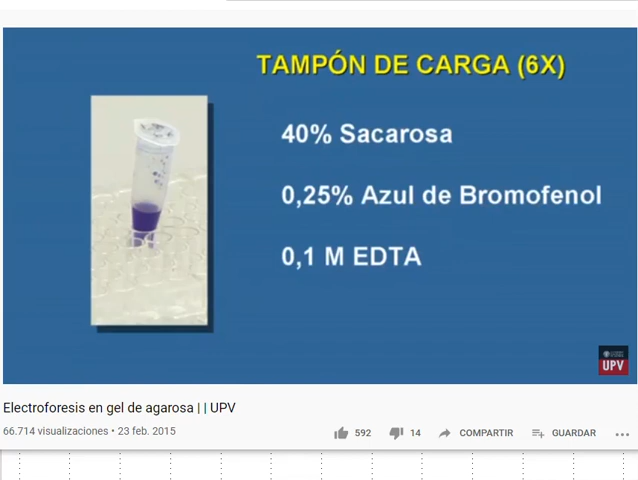 TAMPÓN DE CARGA (6X)
40% Sacarosa
0,25% Azul de Bromofenol
0,1 M EDTA
UPV
Electroforesis en gel de agarosa | | UPV
66.714 visualizaciones • 23 feb. 2015
592
14
COMPARTIR
GUARDAR